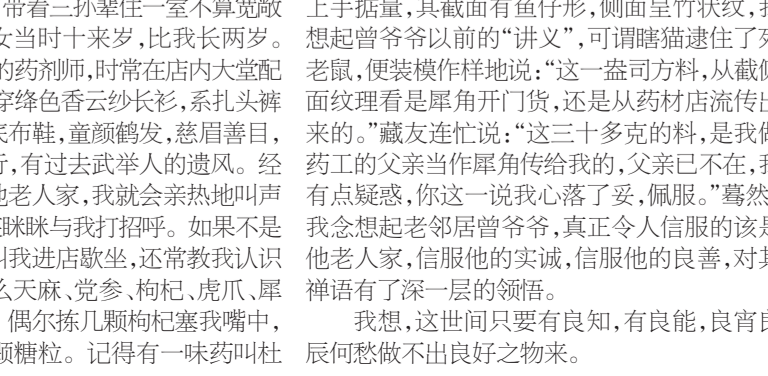 带着三孙辈住一室不算宽敞
女当时十来岁，比我长两岁。
的药剂师，时常在店内大堂配
穿绛色香云纱长衫，系扎头裤
底布鞋，童颜鹤发，慈眉善目，
行，有过去武举人的遗风。经
他老人家，我就会亲热地叫声
眯眯与我打招呼。如果不是
叫我进店歇坐，还常教我认识
么天麻、党参、枸杞、虎爪、犀
偶尔拣几颗枸杞塞我嘴中，
颗糖粒。记得有一味药叫杜
上手掂量，其截面有鱼仔形，侧面呈竹状纹，我
想起曾爷爷以前的“讲义”，可谓瞎猫逮住了死
老鼠，便装模作样地说：“这一盎司方料，从截侧
面纹理看是犀角开门货，还是从药材店流传出
来的。”藏友连忙说：“这三十多克的料，是我做
药工的父亲当作犀角传给我的，父亲已不在，我
有点疑惑，你这一说我心落了妥，佩服。”蓦然
我念想起老邻居曾爷爷，真正令人信服的该是
他老人家，信服他的实诚，信服他的良善，对其
禅语有了深一层的领悟。
我想，这世间只要有良知，有良能，良宵良
辰何愁做不出良好之物来。